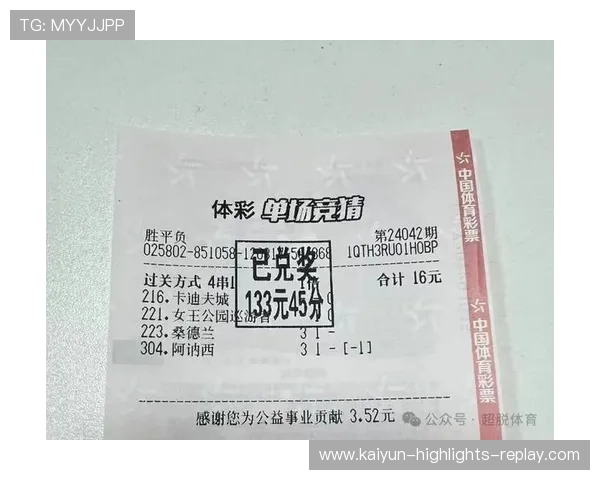 TG: MYYJJPP
体彩 单场竞猜
胜平负 第24042期
025802-851058- 868 1QTH3RU01H0BP
过关方式 4串1 合计 16元
已兑奖
133元45分
216.卡迪夫城 0
221.女王公园巡游者 0
223.桑德兰 3 1 -
304.阿讷西 3 1 -[-1]
感谢您为公益事业贡献 3.52元
中国体育彩票
中国体育彩票
公众号·超脱体育
www.kaiyun-highlights-replay.com